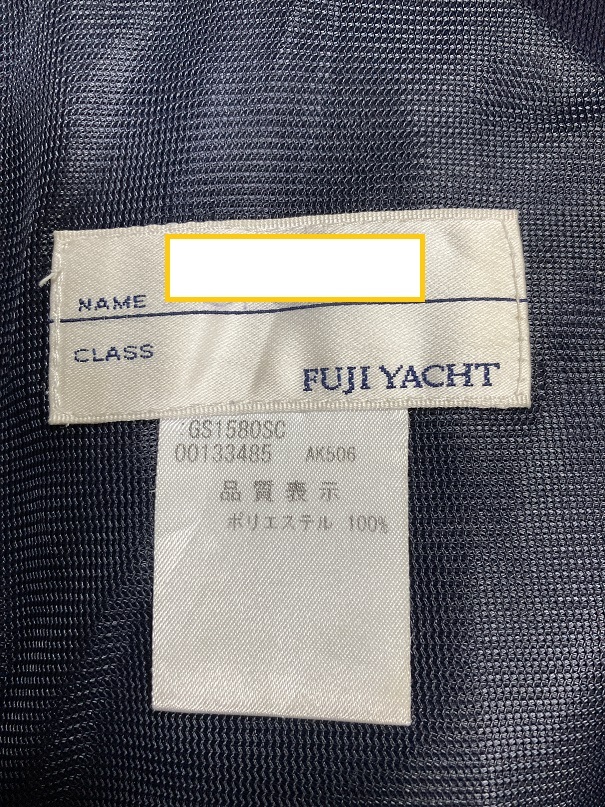 NAME
CLASS
FUJI YACHT
GS1580SC
00133485 AK506
品質表示
ポリエステル 100%